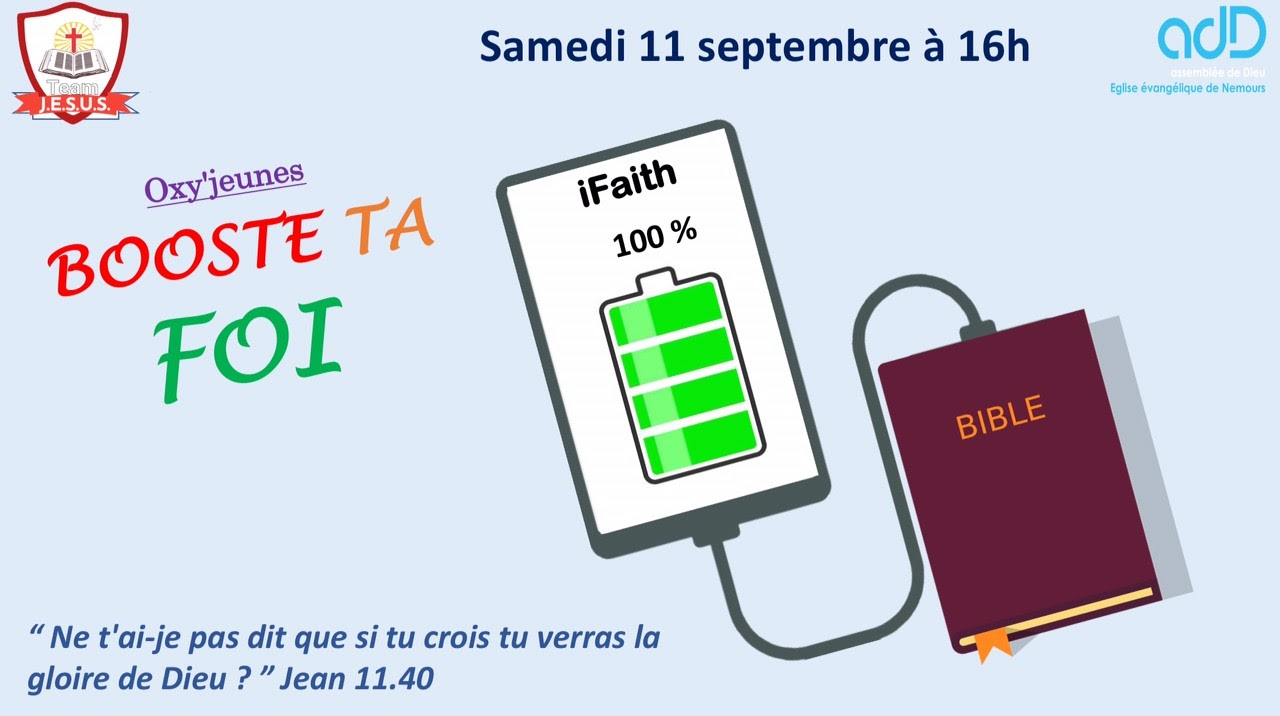 Samedi 11 septembre à 16h
Team
J.E.S.U.S.
adD
assemblée de Dieu
Eglise évangélique de Nemours
Oxy'jeunes
BOOSTE TA
FOI
iFaith
100 %
BIBLE
“ Ne t'ai-je pas dit que si tu crois tu verras la
gloire de Dieu ? ” Jean 11.40